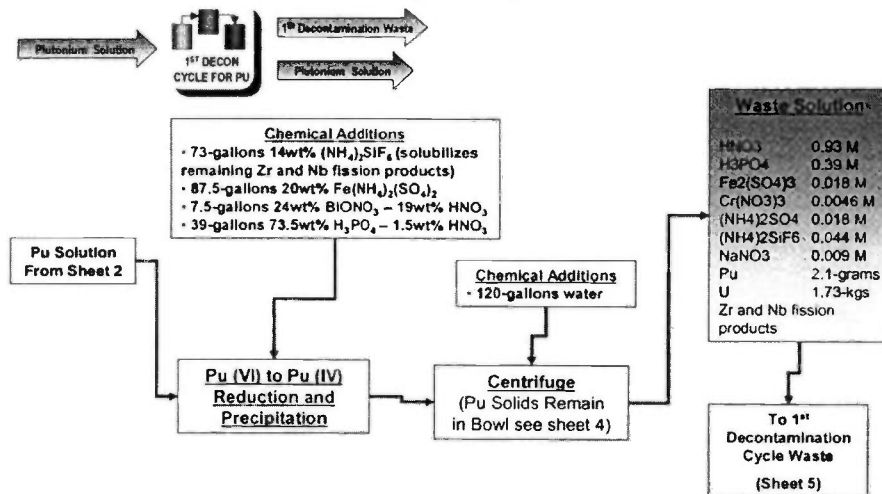 Plutonium Solution
1ST DECON
CYCLE FOR PU
1st Decontamination Waste
Plutonium Solution
Chemical Additions
• 73-gallons 14wt% (NH4)2SiF6 (solubilizes
remaining Zr and Nb fission products)
• 87.5-gallons 20wt% Fe(NH4)2(SO4)2
• 7.5-gallons 24wt% BiONO3 – 19wt% HNO3
• 39-gallons 73.5wt% H3PO4 – 1.5wt% HNO3
Pu Solution
From Sheet 2
Chemical Additions
• 120-gallons water
Pu (VI) to Pu (IV)
Reduction and
Precipitation
Centrifuge
(Pu Solids Remain
in Bowl see sheet 4)
Waste Solutions
HNO3 0.93 M
H3PO4 0.39 M
Fe2(SO4)3 0.018 M
Cr(NO3)3 0.0046 M
(NH4)2SO4 0.018 M
(NH4)2SiF6 0.044 M
NaNO3 0.009 M
Pu 2.1-grams
U 1.73-kgs
Zr and Nb fission
products
To 1st
Decontamination
Cycle Waste
(Sheet 5)